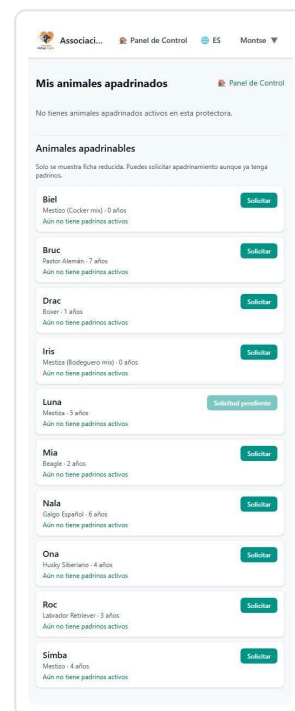 Associaci... Panel de Control ES Montse ▼
Mis animales apadrinados Panel de Control
No tienes animales apadrinados activos en esta protectora.
Animales apadrinables
Solo se muestra ficha reducida. Puedes solicitar apadrinamiento aunque ya tenga
padrinos.
Biel Solicitar
Mestizo (Cocker mix) · 0 años
Aún no tiene padrinos activos
Bruc Solicitar
Pastor Alemán · 7 años
Aún no tiene padrinos activos
Drac Solicitar
Boxer · 1 años
Aún no tiene padrinos activos
Iris Solicitar
Mestiza (Bodeguero mix) · 0 años
Aún no tiene padrinos activos
Luna Solicitud pendiente
Mestiza · 5 años
Aún no tiene padrinos activos
Mia Solicitar
Beagle · 2 años
Aún no tiene padrinos activos
Nala Solicitar
Galgo Español · 6 años
Aún no tiene padrinos activos
Ona Solicitar
Husky Siberiano · 4 años
Aún no tiene padrinos activos
Roc Solicitar
Labrador Retriever · 3 años
Aún no tiene padrinos activos
Simba Solicitar
Mestizo · 4 años
Aún no tiene padrinos activos